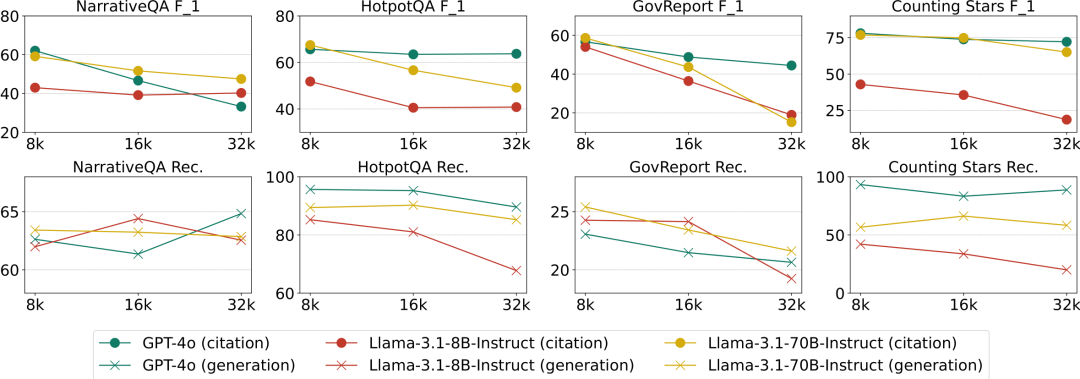 NarrativeQA F_1
HotpotQA F_1
GovReport F_1
Counting Stars F_1
80
60
40
20
8k 16k 32k
80
60
40
8k 16k 32k
60
40
20
8k 16k 32k
75
50
25
8k 16k 32k
NarrativeQA Rec.
HotpotQA Rec.
GovReport Rec.
Counting Stars Rec.
65
60
8k 16k 32k
100
80
60
8k 16k 32k
25
20
8k 16k 32k
100
50
0
8k 16k 32k
GPT-4o (citation)
Llama-3.1-8B-Instruct (citation)
Llama-3.1-70B-Instruct (citation)
GPT-4o (generation)
Llama-3.1-8B-Instruct (generation)
Llama-3.1-70B-Instruct (generation)